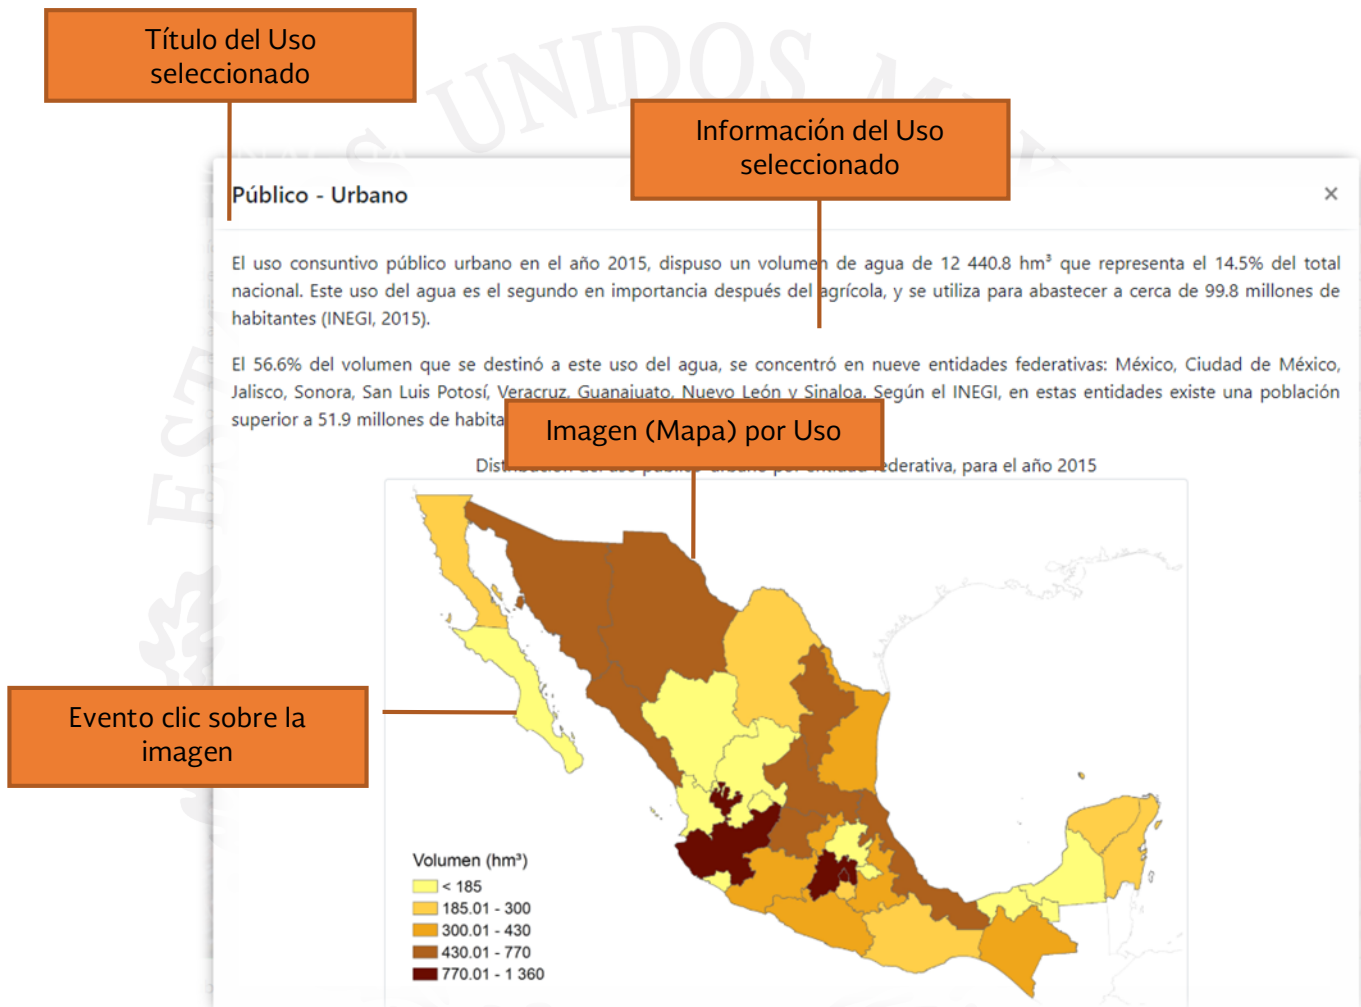 Título del Uso
seleccionado
UNIDOS
Información del Uso
seleccionado
Público - Urbano
×
El uso consuntivo público urbano en el año 2015, dispuso un volumen de agua de 12 440.8 hm³ que representa el 14.5% del total
nacional. Este uso del agua es el segundo en importancia después del agrícola, y se utiliza para abastecer a cerca de 99.8 millones de
habitantes (INEGI, 2015).
El 56.6% del volumen que se destinó a este uso del agua, se concentró en nueve entidades federativas: México, Ciudad de México,
Jalisco, Sonora, San Luis Potosí, Veracruz, Guanajuato, Nuevo León y Sinaloa. Según el INEGI, en estas entidades existe una población
superior a 51.9 millones de
Imagen (Mapa) por Uso
para el año 2015
Evento clic sobre la
imagen
Volumen (hm³)
< 185
185.01 - 300
300.01 - 430
430.01 - 770
770.01 - 1 360